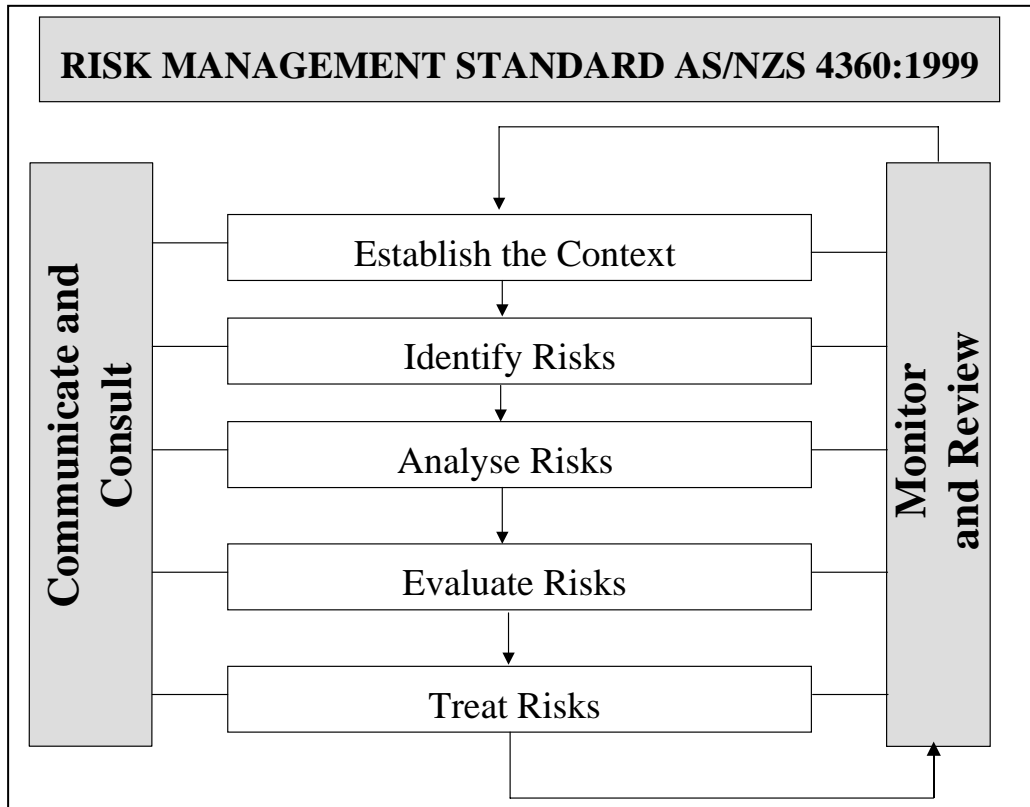 RISK MANAGEMENT STANDARD AS/NZS 4360:1999
Communicate and
Consult
Establish the Context
Identify Risks
Analyse Risks
Evaluate Risks
Treat Risks
Monitor
and Review